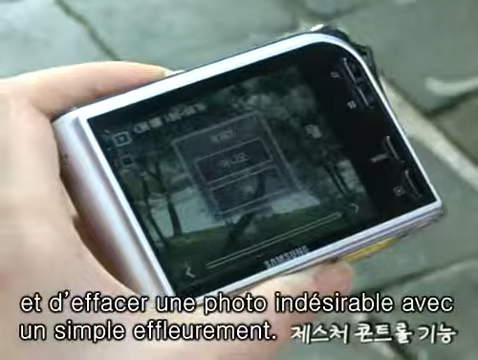 SAMSUNG
et d'effacer une photo indésirable avec
un simple effleurement. 제스처 콘트롤 기능